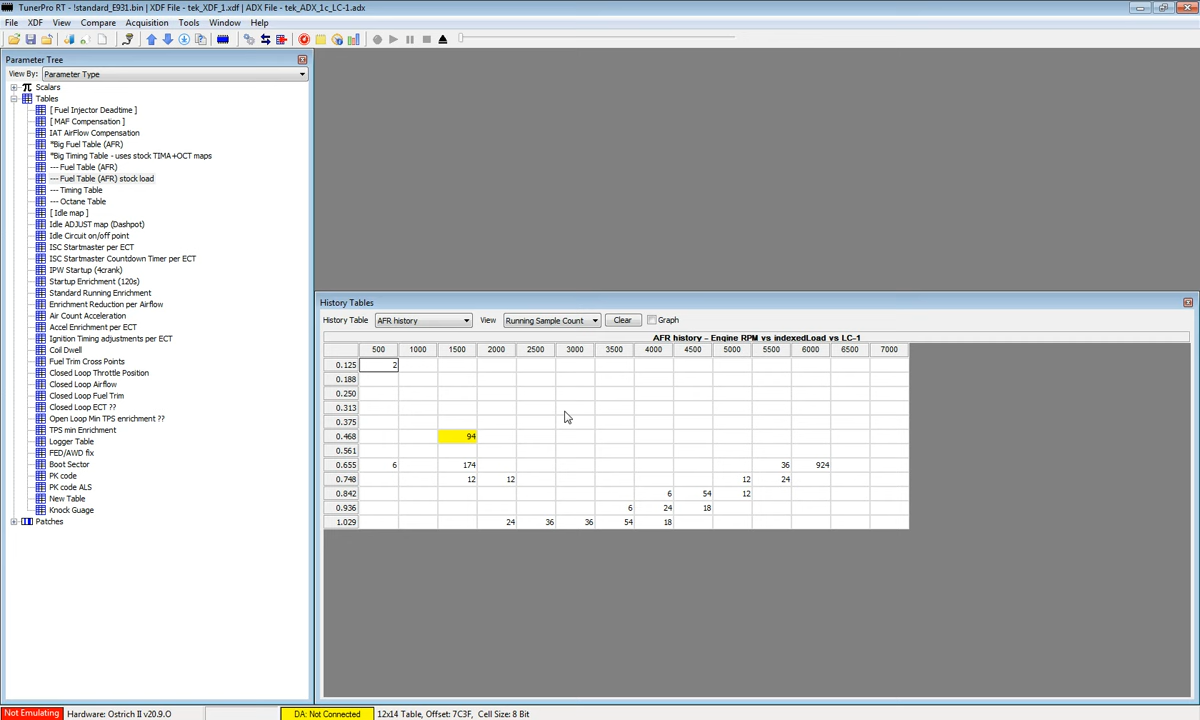 TunerPro RT - !standard_E931.bin | XDF File - tek_XDF_1.xdf | ADX File - tek_ADX_1c_LC-1.adx
File XDF View Compare Acquisition Tools Window Help
Parameter Tree
View By: Parameter Type
Scalars
Tables
[ Fuel Injector Deadtime ]
[ MAF Compensation ]
IAT AirFlow Compensation
*Big Fuel Table (AFR)
*Big Timing Table - uses stock TIMA+OCT maps
--- Fuel Table (AFR)
--- Fuel Table (AFR) stock load
--- Timing Table
--- Octane Table
[ Idle map ]
Idle ADJUST map (Dashpot)
Idle Circuit on/off point
ISC Startmaster per ECT
ISC Startmaster Countdown Timer per ECT
IPW Startup (4crank)
Startup Enrichment (120s)
Standard Running Enrichment
Enrichment Reduction per Airflow
Air Count Acceleration
Accel Enrichment per ECT
Ignition Timing adjustments per ECT
Coil Dwell
Fuel Trim Cross Points
Closed Loop Throttle Position
Closed Loop Airflow
Closed Loop Fuel Trim
Closed Loop ECT ??
Open Loop Min TPS enrichment ??
TPS min Enrichment
Logger Table
FED/AWD fix
Boot Sector
PK code
PK code ALS
New Table
Knock Guage
Patches
History Tables
History Table AFR history View Running Sample Count Clear Graph
AFR history - Engine RPM vs indexedLoad vs LC-1
500 1000 1500 2000 2500 3000 3500 4000 4500 5000 5500 6000 6500 7000
0.125 2
0.188
0.250
0.313
0.375
0.468 94
0.561
0.655 6 174 36 924
0.748 12 12 12 24
0.842 6 54 12
0.936 6 24 18
1.029 24 36 36 54 18
Not Emulating Hardware: Ostrich II v20.9.O DA: Not Connected 12x14 Table, Offset: 7C3F, Cell Size: 8 Bit